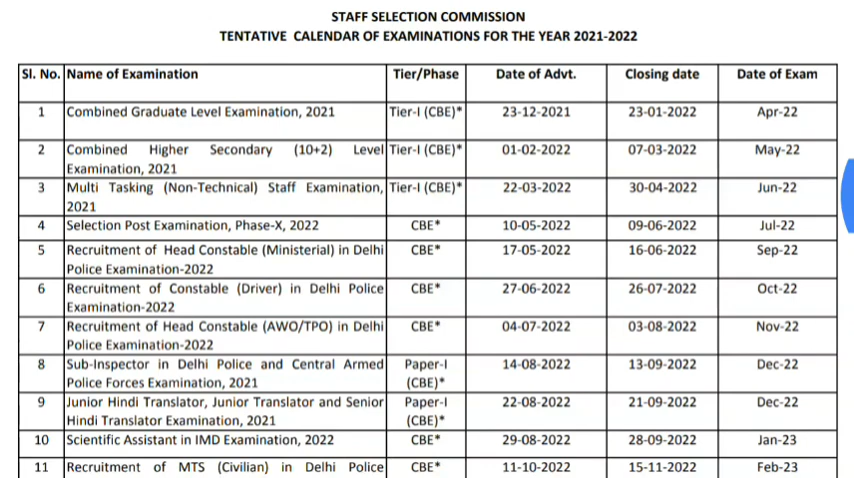 STAFF SELECTION COMMISSION
TENTATIVE CALENDAR OF EXAMINATIONS FOR THE YEAR 2021-2022
Sl. No. Name of Examination Tier/Phase Date of Advt. Closing date Date of Exam
1 Combined Graduate Level Examination, 2021 Tier-I (CBE)* 23-12-2021 23-01-2022 Apr-22
2 Combined Higher Secondary (10+2) Level Tier-I (CBE)* 01-02-2022 07-03-2022 May-22
Examination, 2021
3 Multi Tasking (Non-Technical) Staff Examination, Tier-I (CBE)* 22-03-2022 30-04-2022 Jun-22
2021
4 Selection Post Examination, Phase-X, 2022 CBE* 10-05-2022 09-06-2022 Jul-22
5 Recruitment of Head Constable (Ministerial) in Delhi CBE* 17-05-2022 16-06-2022 Sep-22
Police Examination-2022
6 Recruitment of Constable (Driver) in Delhi Police CBE* 27-06-2022 26-07-2022 Oct-22
Examination-2022
7 Recruitment of Head Constable (AWO/TPO) in Delhi CBE* 04-07-2022 03-08-2022 Nov-22
Police Examination-2022
8 Sub-Inspector in Delhi Police and Central Armed Paper-I 14-08-2022 13-09-2022 Dec-22
Police Forces Examination, 2021 (CBE)*
9 Junior Hindi Translator, Junior Translator and Senior Paper-I 22-08-2022 21-09-2022 Dec-22
Hindi Translator Examination, 2021 (CBE)*
10 Scientific Assistant in IMD Examination, 2022 CBE* 29-08-2022 28-09-2022 Jan-23
11 Recruitment of MTS (Civilian) in Delhi Police CBE* 11-10-2022 15-11-2022 Feb-23